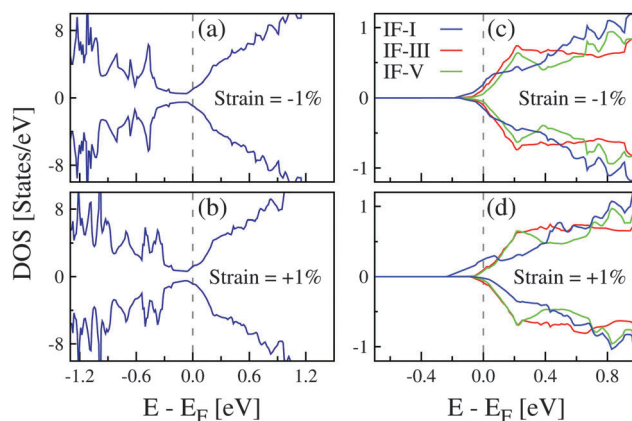 8
0
-8
(a)
Strain = -1%
8
0
-8
(b)
Strain = +1%
-1.2 -0.6 0.0 0.6 1.2
E - E_F [eV]
DOS [States/eV]
1
0
-1
(c)
IF-I
IF-III
IF-V
Strain = -1%
1
0
-1
(d)
Strain = +1%
-0.4 0.0 0.4 0.8
E - E_F [eV]